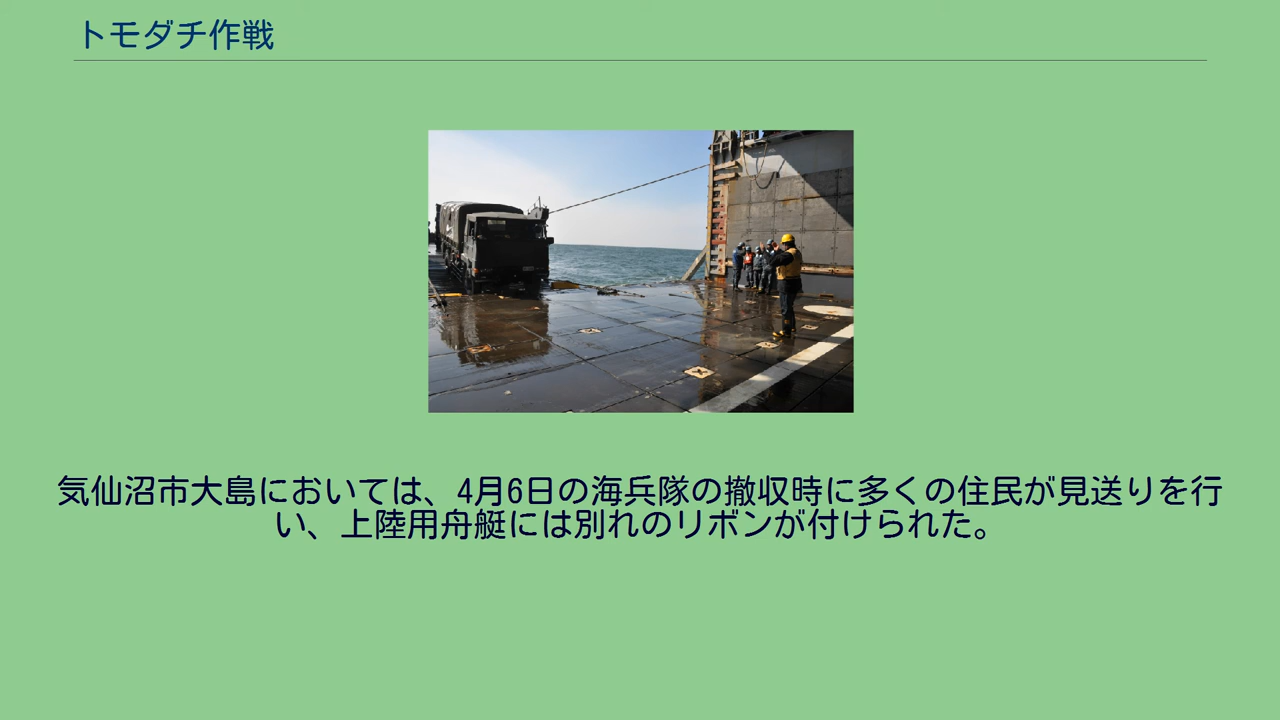 トモダチ作戦
気仙沼市大島においては、4月6日の海兵隊の撤収時に多くの住民が見送りを行
い、上陸用舟艇には別れのリボンが付けられた。